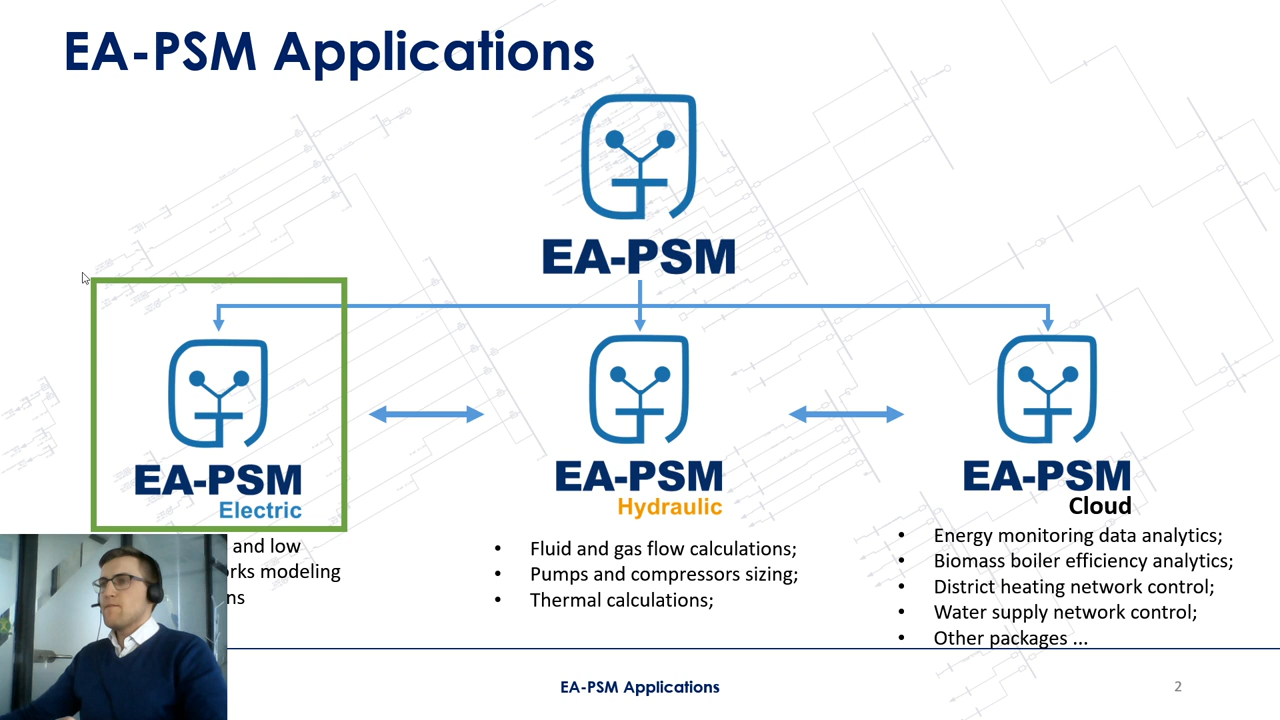 EA-PSM Applications
EA-PSM
EA-PSM
Electric
and low
modeling
EA-PSM
Hydraulic
• Fluid and gas flow calculations;
• Pumps and compressors sizing;
• Thermal calculations;
EA-PSM
Cloud
• Energy monitoring data analytics;
• Biomass boiler efficiency analytics;
• District heating network control;
• Water supply network control;
• Other packages ...
EA-PSM Applications
2